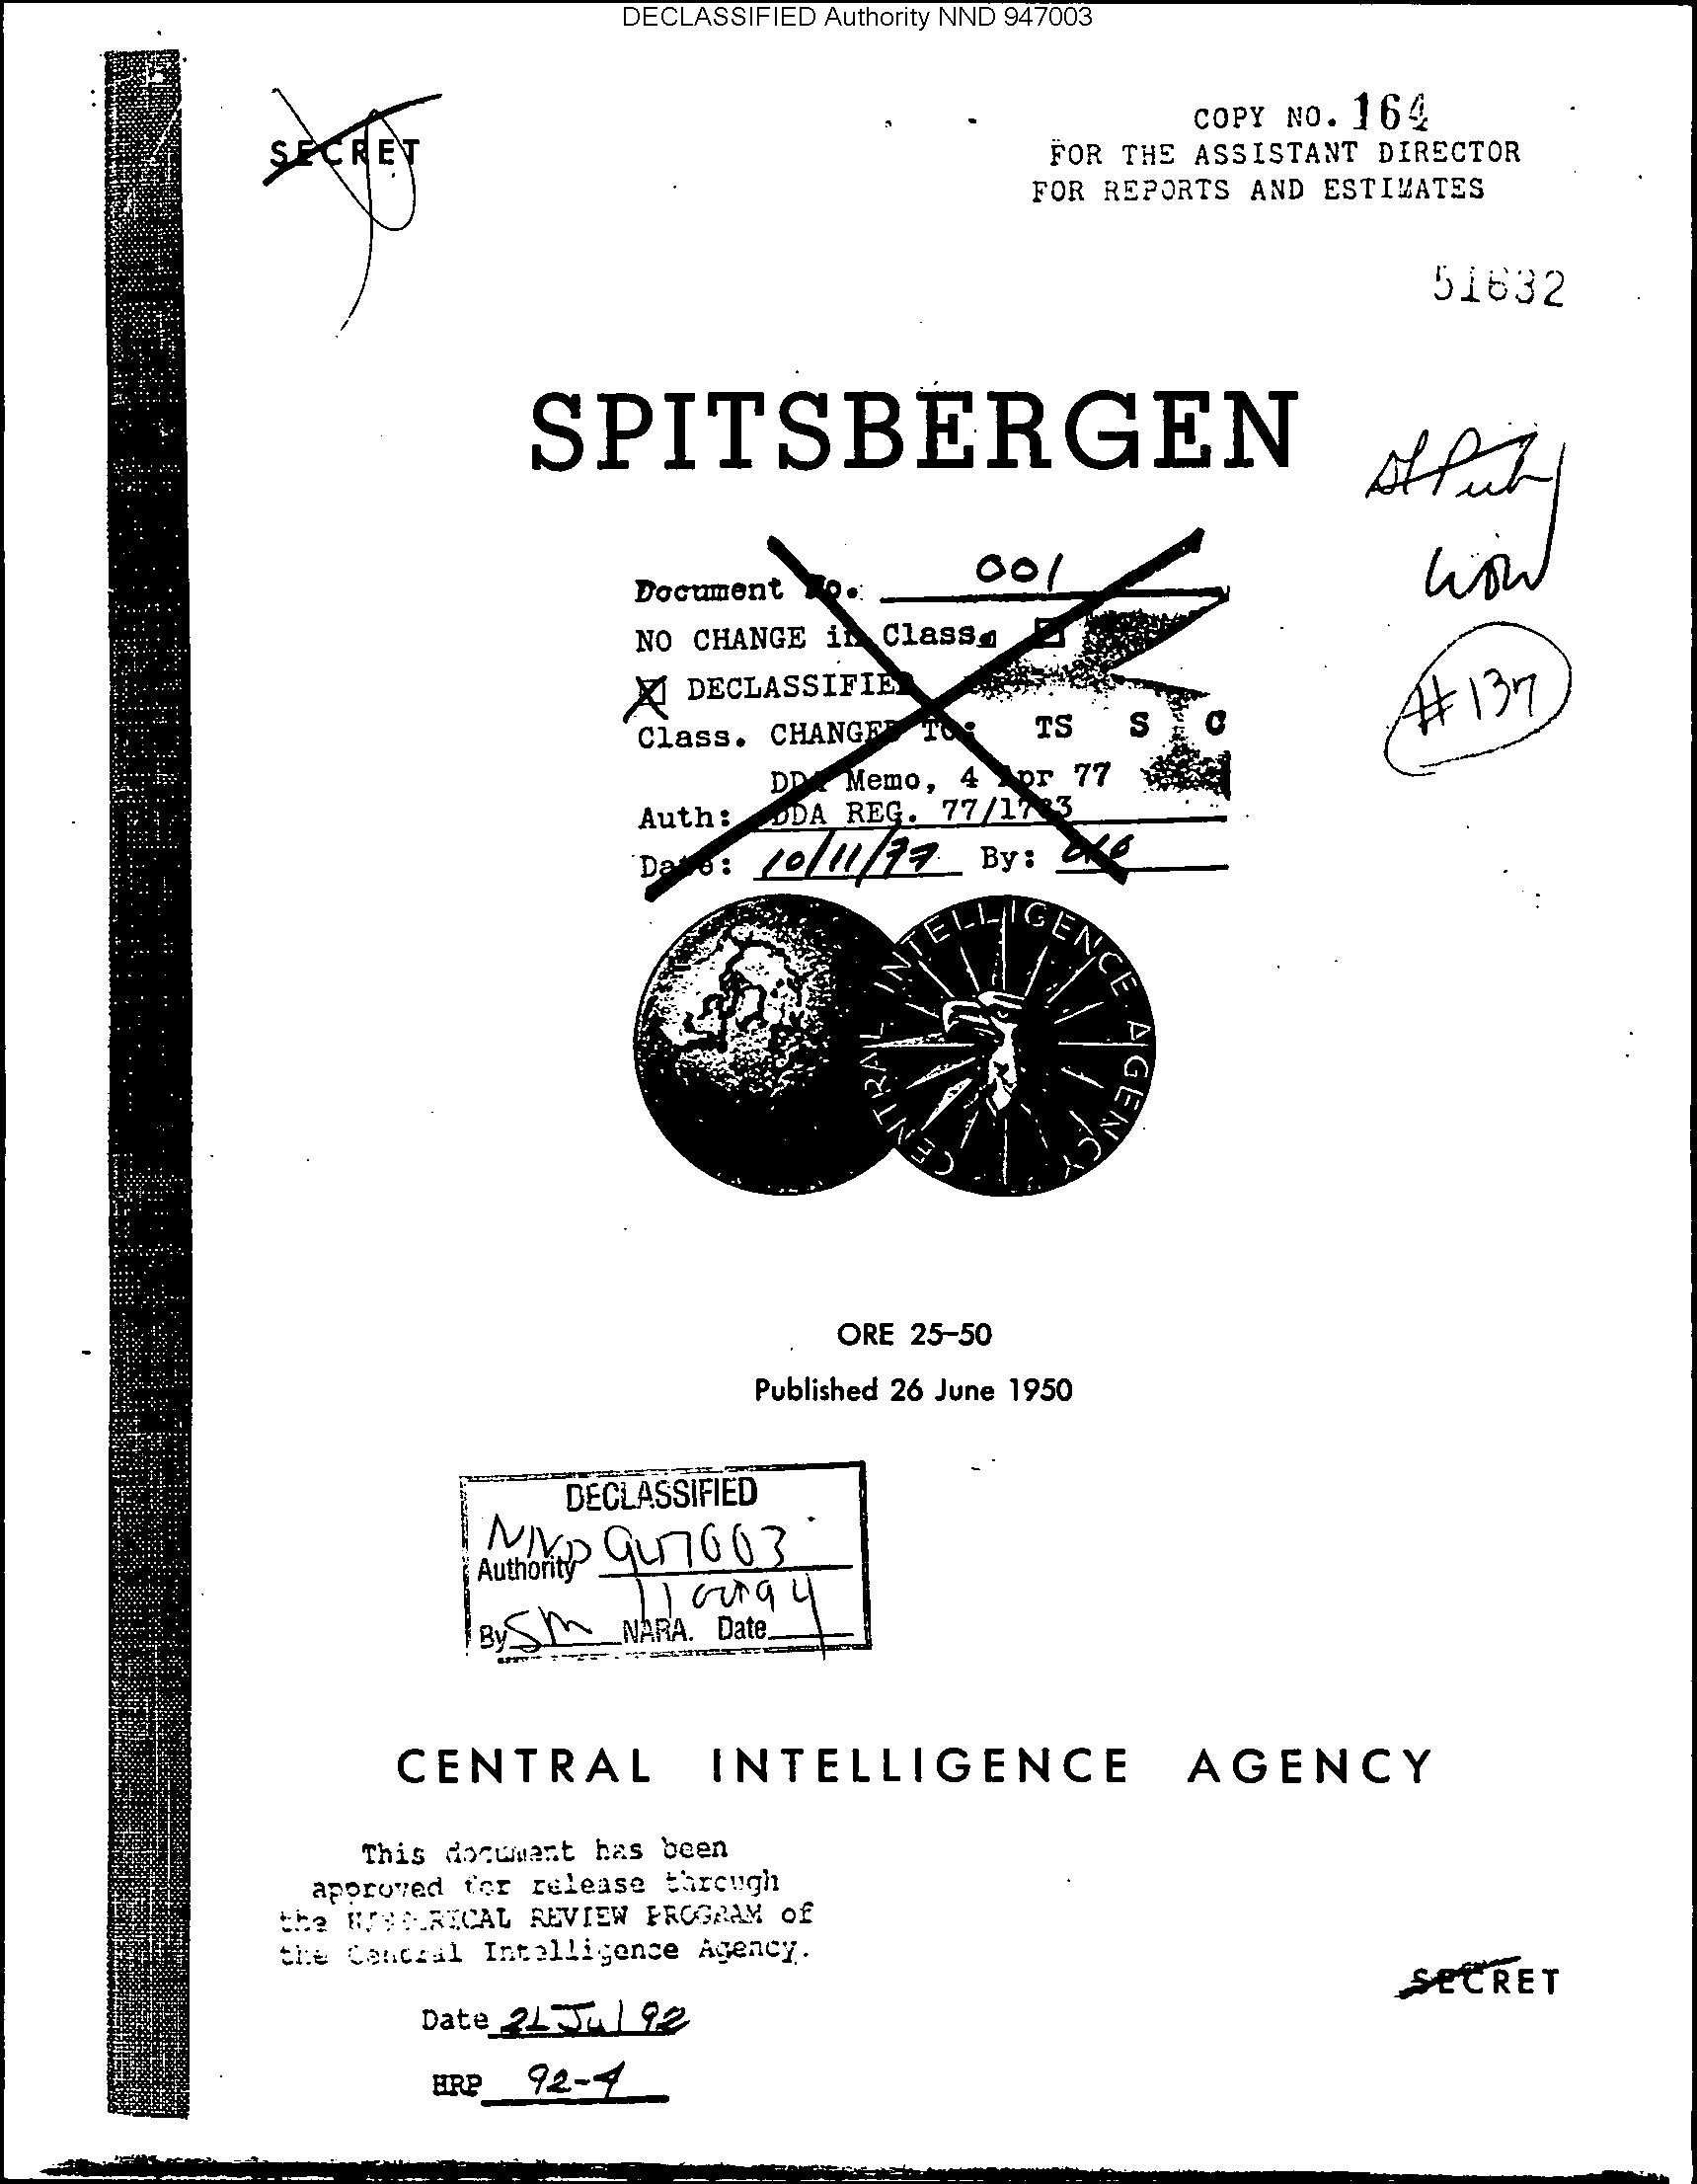 DECLASSIFIED Authority NND 947003
SECRET
COPY NO. 164
FOR THE ASSISTANT DIRECTOR
FOR REPORTS AND ESTIMATES
51632
SPITSBERGEN
Document No. 001
NO CHANGE in Class.
DECLASSIFIED
Class. CHANGED TO: TS S C
DDA Memo, 4 Apr 77
Auth: DDA REG. 77/1763
Date: 10/11/77 By:
#137
CENTRAL INTELLIGENCE AGENCY
ORE 25-50
Published 26 June 1950
DECLASSIFIED
Authority NND 947003
By SM NARA. Date
CENTRAL INTELLIGENCE AGENCY
This document has been
approved for release through
the HISTORICAL REVIEW PROGRAM of
the Central Intelligence Agency.
SECRET
Date 21 Jul 92
HRP 92-4